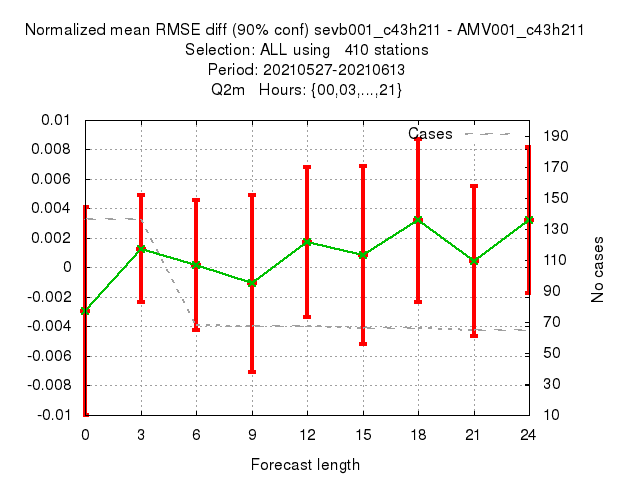 Normalized mean RMSE diff (90% conf) sevb001_c43h211 - AMV001_c43h211
Selection: ALL using   410 stations
Period: 20210527-20210613
Q2m   Hours: {00,03,...,21}
Cases
0.01
0.008
0.006
0.004
0.002
0
-0.002
-0.004
-0.006
-0.008
-0.01
190
170
150
130
110
90
70
50
30
10
No cases
0 3 6 9 12 15 18 21 24
Forecast length